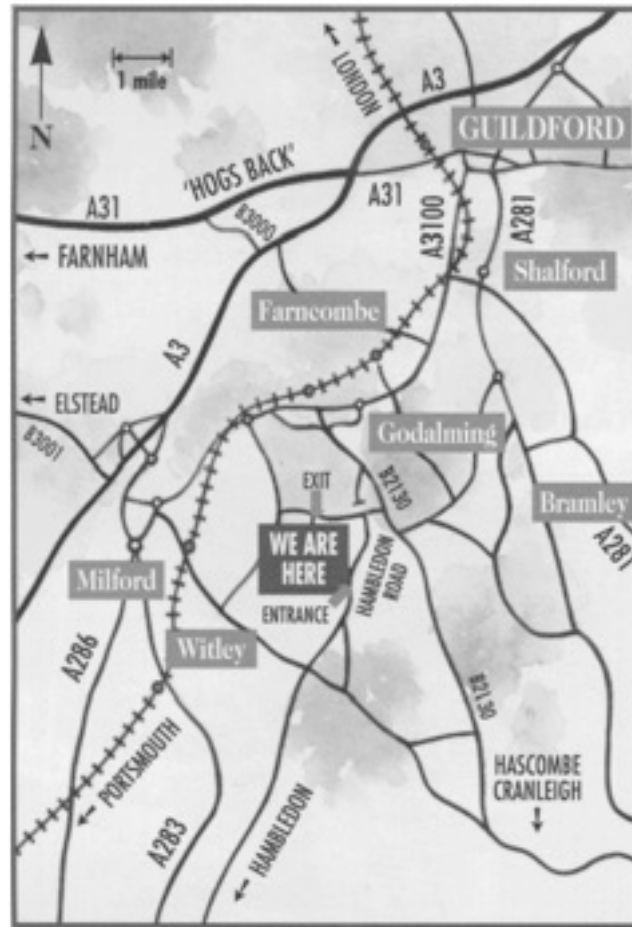 N
1 mile
LONDON
A3
GUILDFORD
'HOGS BACK'
A31
A31
B3000
A3100
A281
FARNHAM
Shalford
Farncombe
A3
ELSTEAD
B3001
Godalming
EXIT
B2130
Bramley
A281
WE ARE
HERE
HAMBLEDON
ROAD
ENTRANCE
Milford
Witley
A286
B2130
PORTSMOUTH
HASCOMBE
CRANLEIGH
A283
HAMBLEDON